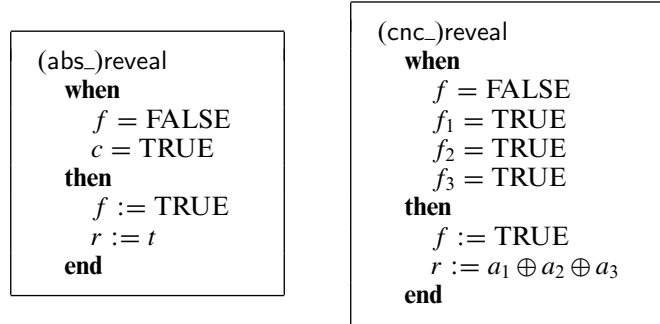 (abs_)reveal
when
f = FALSE
c = TRUE
then
f := TRUE
r := t
end
(cnc_)reveal
when
f = FALSE
f₁ = TRUE
f₂ = TRUE
f₃ = TRUE
then
f := TRUE
r := a₁ ⊕ a₂ ⊕ a₃
end